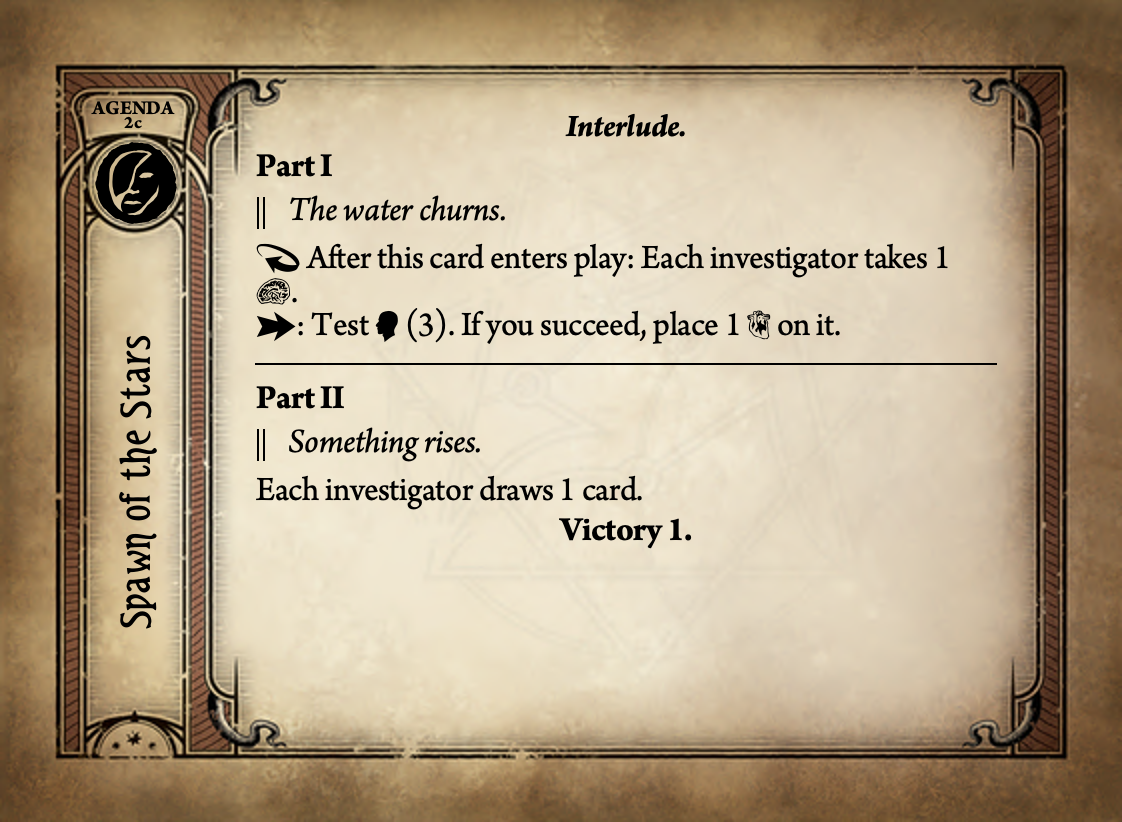 AGENDA
2c
Spawn of the Stars
Interlude.
Part I
The water churns.
After this card enters play: Each investigator takes 1
.
: Test (3). If you succeed, place 1 on it.
Part II
Something rises.
Each investigator draws 1 card.
Victory 1.